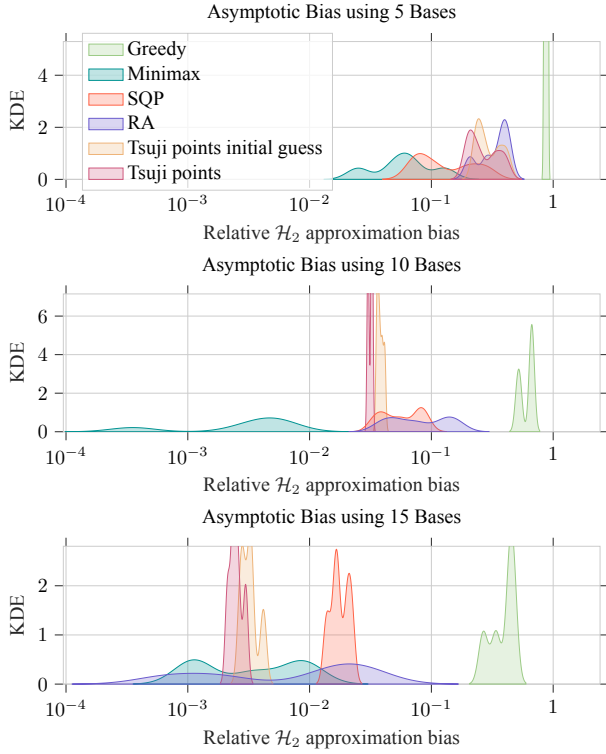 Asymptotic Bias using 5 Bases
KDE
4
2
0
Greedy
Minimax
SQP
RA
Tsuji points initial guess
Tsuji points
10⁻⁴ 10⁻³ 10⁻² 10⁻¹ 1
Relative ℋ₂ approximation bias
Asymptotic Bias using 10 Bases
KDE
6
4
2
0
10⁻⁴ 10⁻³ 10⁻² 10⁻¹ 1
Relative ℋ₂ approximation bias
Asymptotic Bias using 15 Bases
KDE
2
1
0
10⁻⁴ 10⁻³ 10⁻² 10⁻¹ 1
Relative ℋ₂ approximation bias